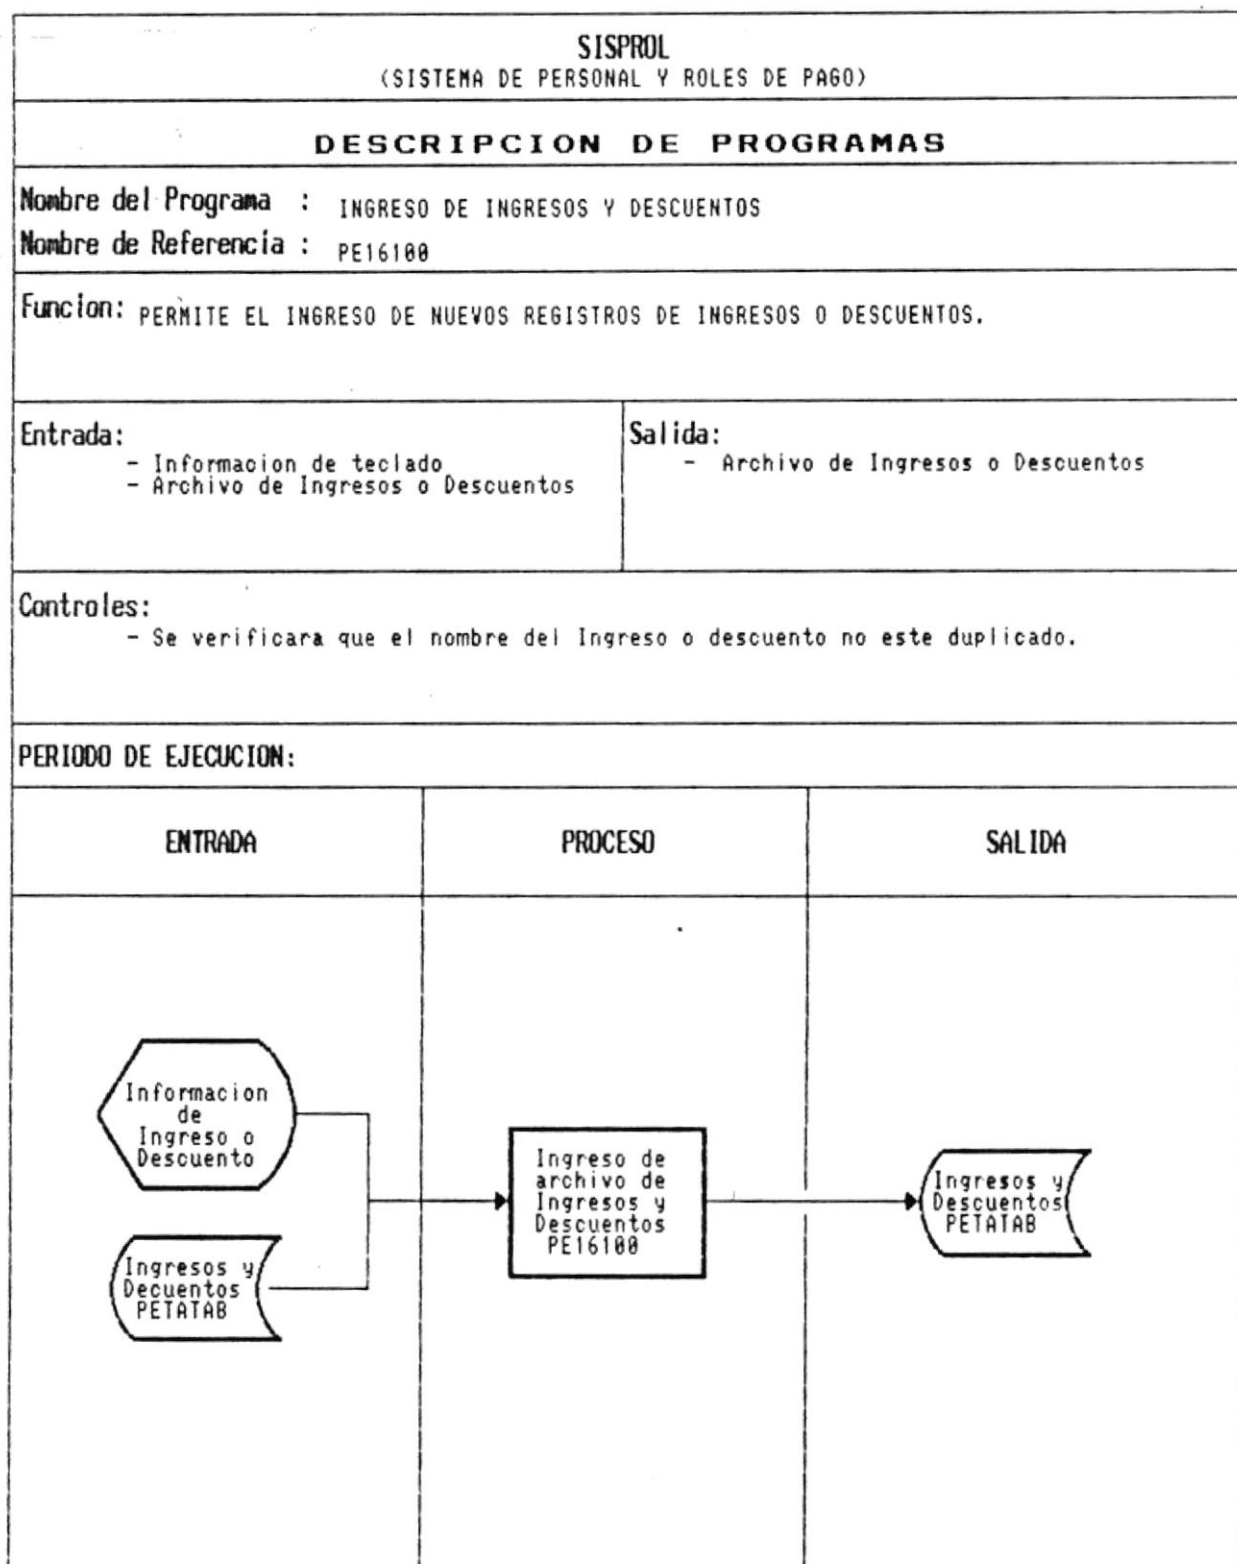 SISPROL
(SISTEMA DE PERSONAL Y ROLES DE PAGO)
DESCRIPCION DE PROGRAMAS
Nombre del Programa : INGRESO DE INGRESOS Y DESCUENTOS
Nombre de Referencia : PE16100
Funcion: PERMITE EL INGRESO DE NUEVOS REGISTROS DE INGRESOS O DESCUENTOS.
Entrada:
- Informacion de teclado
- Archivo de Ingresos o Descuentos
Salida:
- Archivo de Ingresos o Descuentos
Controles:
- Se verificara que el nombre del Ingreso o descuento no este duplicado.
PERIODO DE EJECUCION:
ENTRADA
PROCESO
SALIDA
Informacion
de
Ingreso o
Descuento
Ingresos y
Decuentos
PETATAB
Ingreso de
archivo de
Ingresos y
Descuentos
PE16100
Ingresos y
Descuentos
PETATAB